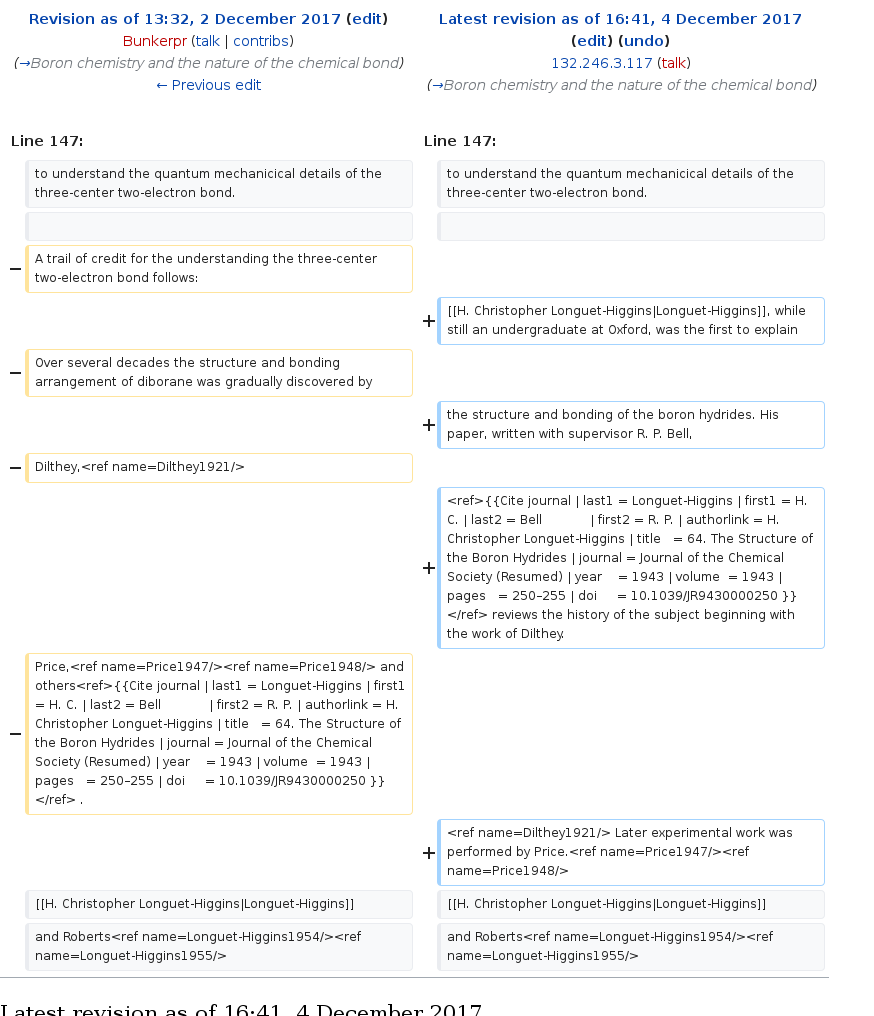 Revision as of 13:32, 2 December 2017 (edit)
Bunkerpr (talk | contribs)
(→Boron chemistry and the nature of the chemical bond)
← Previous edit
Latest revision as of 16:41, 4 December 2017
(edit) (undo)
132.246.3.117 (talk)
(→Boron chemistry and the nature of the chemical bond)
Line 147:
Line 147:
to understand the quantum mechanicical details of the
three-center two-electron bond.
to understand the quantum mechanicical details of the
three-center two-electron bond.
− A trail of credit for the understanding the three-center
two-electron bond follows:
+ [[H. Christopher Longuet-Higgins|Longuet-Higgins]], while
still an undergraduate at Oxford, was the first to explain
− Over several decades the structure and bonding
arrangement of diborane was gradually discovered by
+ the structure and bonding of the boron hydrides. His
paper, written with supervisor R. P. Bell,
− Dilthey,<ref name=Dilthey1921/>
+ <ref>{{Cite journal | last1 = Longuet-Higgins | first1 = H.
C. | last2 = Bell | first2 = R. P. | authorlink = H.
Christopher Longuet-Higgins | title = 64. The Structure of
the Boron Hydrides | journal = Journal of the Chemical
Society (Resumed) | year = 1943 | volume = 1943 |
pages = 250–255 | doi = 10.1039/JR9430000250 }}
</ref> reviews the history of the subject beginning with
the work of Dilthey.
− Price,<ref name=Price1947/><ref name=Price1948/> and
others<ref>{{Cite journal | last1 = Longuet-Higgins | first1
= H. C. | last2 = Bell | first2 = R. P. | authorlink = H.
Christopher Longuet-Higgins | title = 64. The Structure of
the Boron Hydrides | journal = Journal of the Chemical
Society (Resumed) | year = 1943 | volume = 1943 |
pages = 250–255 | doi = 10.1039/JR9430000250 }}
</ref> .
+ <ref name=Dilthey1921/> Later experimental work was
performed by Price.<ref name=Price1947/><ref
name=Price1948/>
[[H. Christopher Longuet-Higgins|Longuet-Higgins]]
[[H. Christopher Longuet-Higgins|Longuet-Higgins]]
and Roberts<ref name=Longuet-Higgins1954/><ref
name=Longuet-Higgins1955/>
and Roberts<ref name=Longuet-Higgins1954/><ref
name=Longuet-Higgins1955/>
Latest revision as of 16:41, 4 December 2017